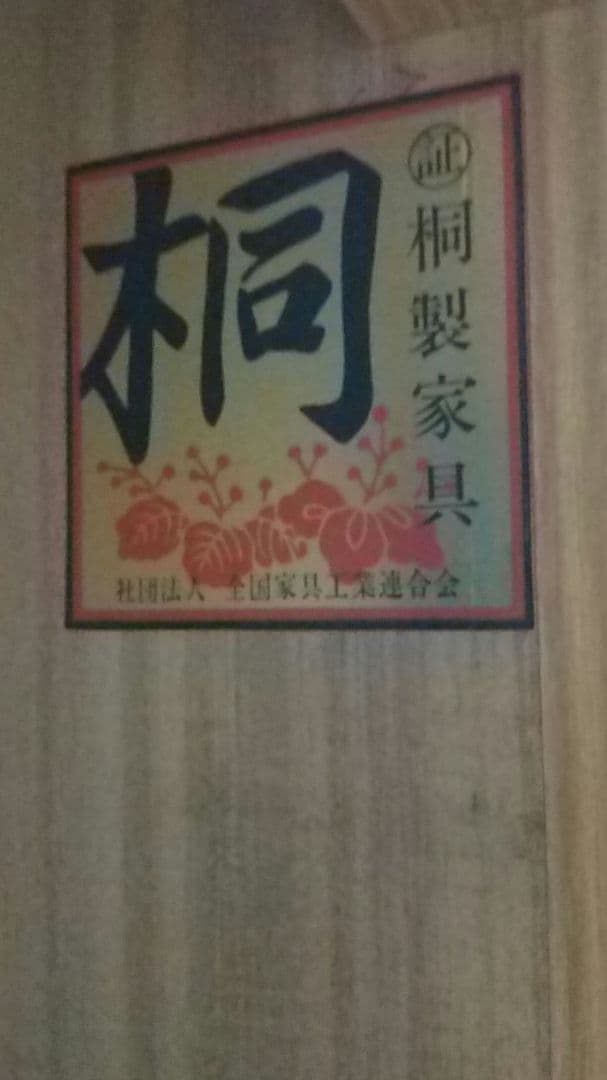 桐
証
桐製家具
社団法人 全国家具工業連合会